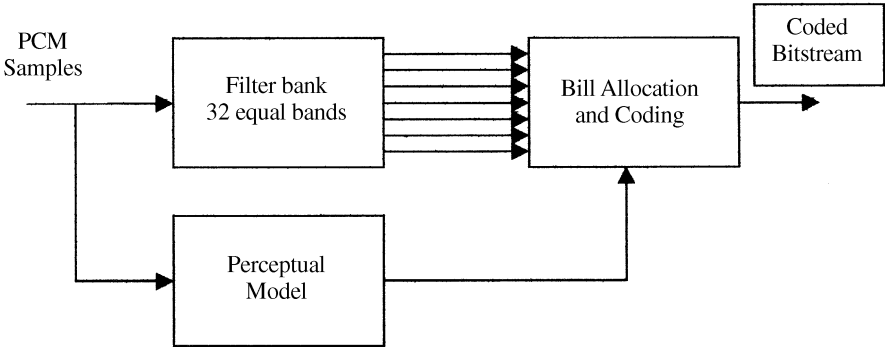 PCM
Samples
Filter bank
32 equal bands
Bill Allocation
and Coding
Coded
Bitstream
Perceptual
Model